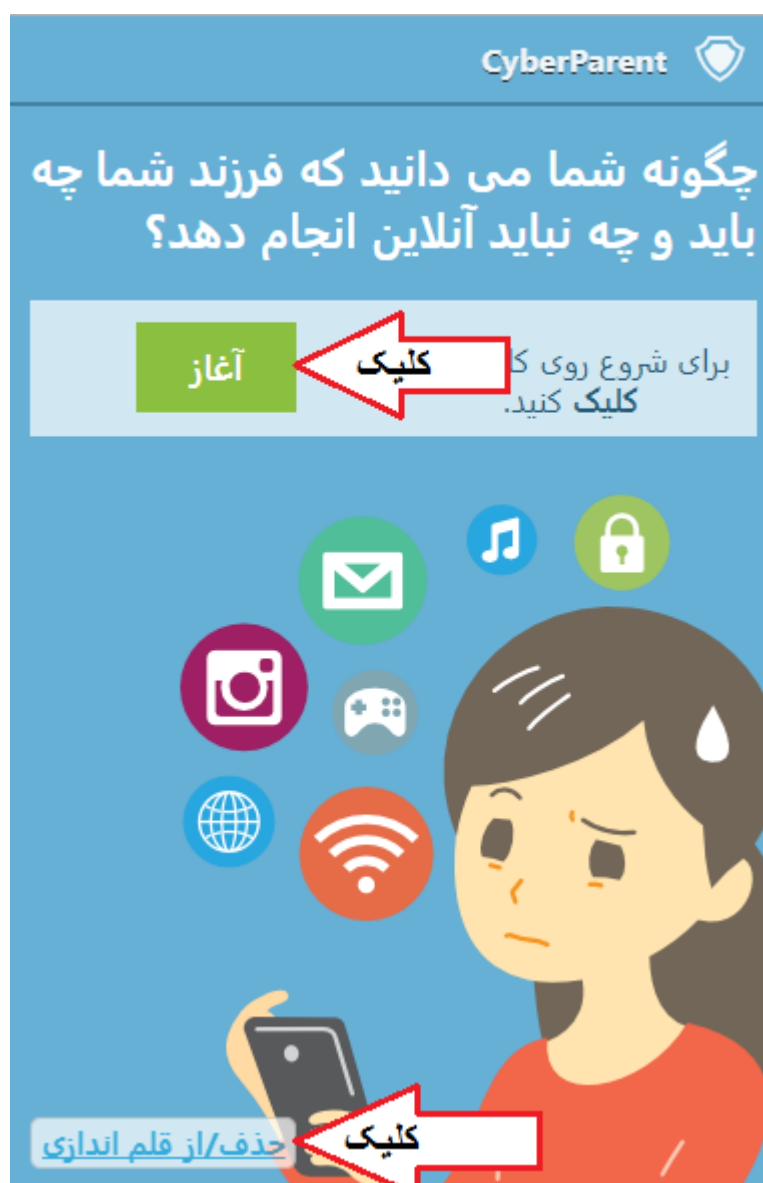 CyberParent
چگونه شما می دانید که فرزند شما چه
باید و چه نباید آنلاین انجام دهد؟
برای شروع روی
کلیک
آغاز
کلیک کنید.
کلیک
حذف/از قلم اندازی